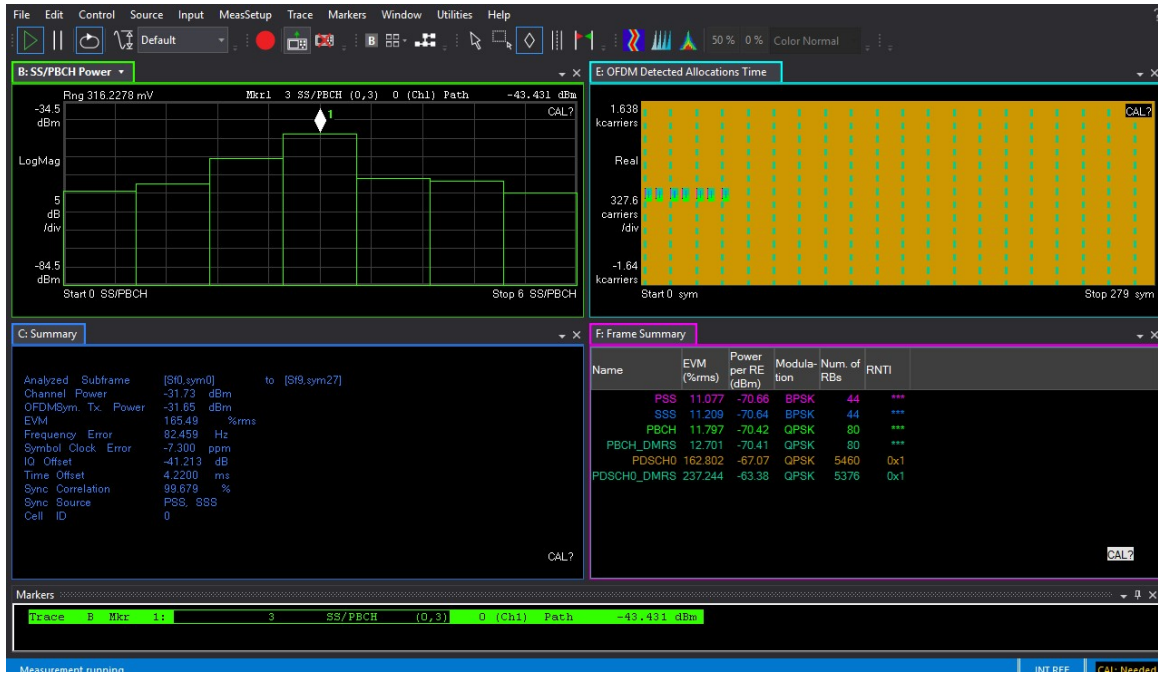 File Edit Control Source Input MeasSetup Trace Markers Window Utilities Help
Default
B
50 % 0 % Color Normal
B: SS/PBCH Power
Rng 316.2278 mV Mkr1 3 SS/PBCH (0,3) 0 (Ch1) Path -43.431 dBm
-34.5
dBm
CAL?
1
LogMag
5
dB
/div
-84.5
dBm
Start 0 SS/PBCH Stop 6 SS/PBCH
E: OFDM Detected Allocations Time
1.638
kcarriers
CAL?
Real
327.6
carriers
/div
-1.64
kcarriers
Start 0 sym Stop 279 sym
C: Summary
Analyzed Subframe [Sf0,sym0] to [Sf9,sym27]
Channel Power -31.73 dBm
OFDMSym. Tx. Power -31.65 dBm
EVM 165.49 %rms
Frequency Error 82.459 Hz
Symbol Clock Error -7.300 ppm
IQ Offset -41.213 dB
Time Offset 4.2200 ms
Sync Correlation 99.679 %
Sync Source PSS, SSS
Cell ID 0
CAL?
F: Frame Summary
Name EVM (%rms) Power per RE (dBm) Modula-tion Num. of RBs RNTI
PSS 11.077 -70.66 BPSK 44 ***
SSS 11.209 -70.64 BPSK 44 ***
PBCH 11.797 -70.42 QPSK 80 ***
PBCH_DMRS 12.701 -70.41 QPSK 80 ***
PDSCH0 162.802 -67.07 QPSK 5460 0x1
PDSCH0_DMRS 237.244 -63.38 QPSK 5376 0x1
CAL?
Markers
Trace B Mkr 1: 3 SS/PBCH (0,3) 0 (Ch1) Path -43.431 dBm
Measurement running INT REF CAL: Needed